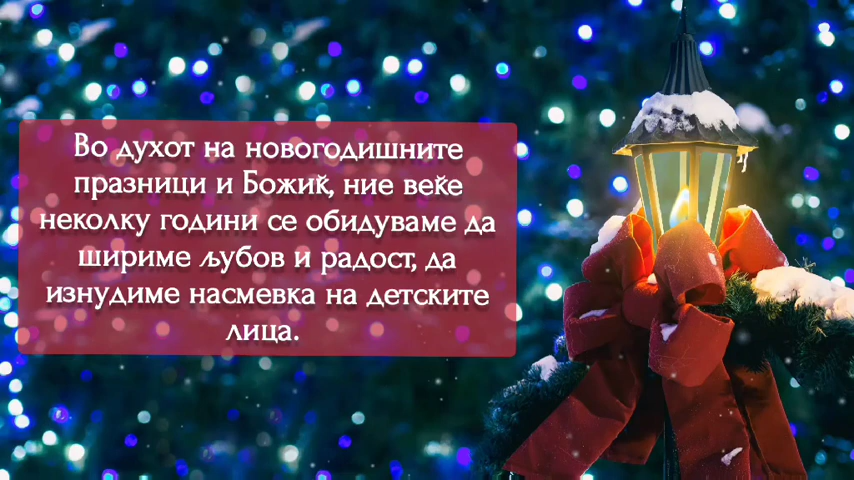 Во духот на новогодишните
празници и Божиќ, ние веќе
неколку години се обидуваме да
шириме љубов и радост, да
изнудиме насмевка на детските
лица.